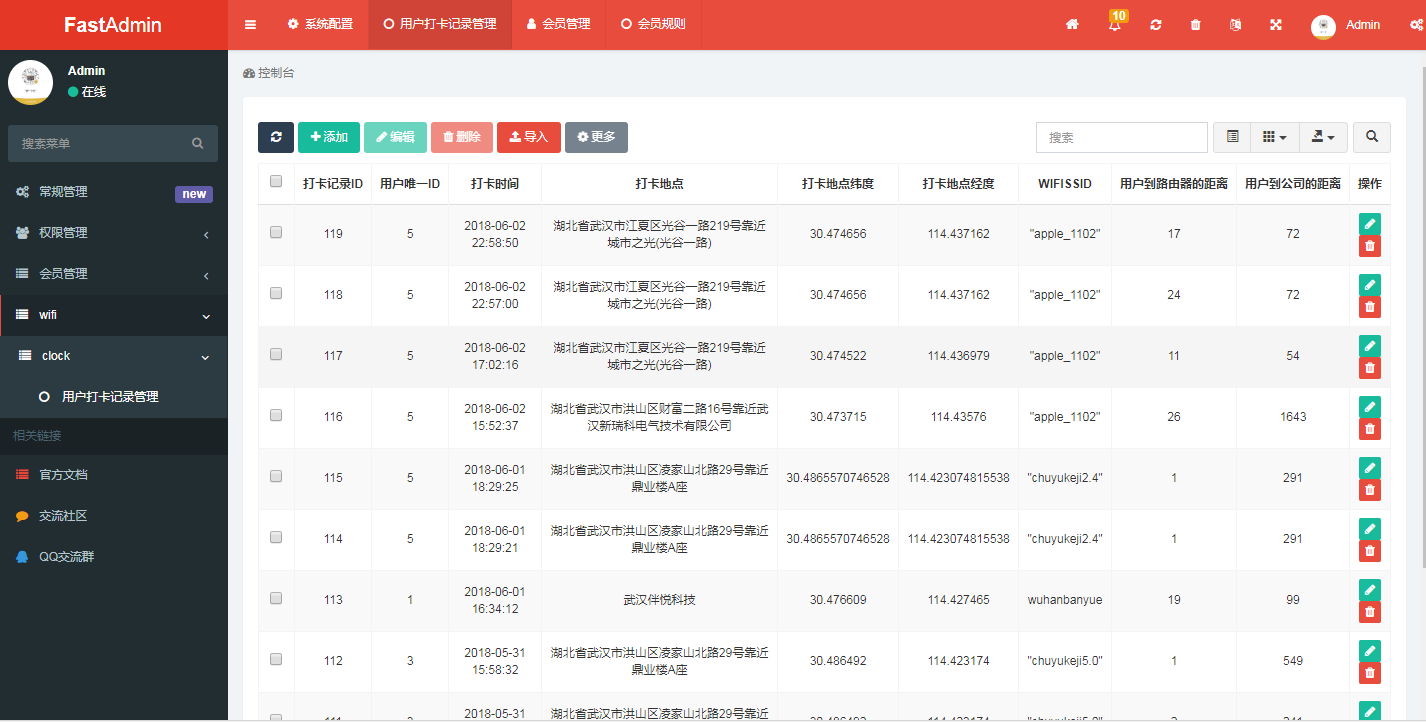 FastAdmin
系统配置
用户打卡记录管理
会员管理
会员规则
10
Admin
Admin
在线
搜索菜单
常规管理
new
权限管理
会员管理
wifi
clock
用户打卡记录管理
相关链接
官方文档
交流社区
QQ交流群
控制台
添加
编辑
删除
导入
更多
搜索
打卡记录ID 用户唯一ID 打卡时间 打卡地点 打卡地点纬度 打卡地点经度 WIFISSID 用户到路由器的距离 用户到公司的距离 操作
119 5 2018-06-02 22:58:50 湖北省武汉市江夏区光谷一路219号靠近城市之光(光谷一路) 30.474656 114.437162 "apple_1102" 17 72
118 5 2018-06-02 22:57:00 湖北省武汉市江夏区光谷一路219号靠近城市之光(光谷一路) 30.474656 114.437162 "apple_1102" 24 72
117 5 2018-06-02 17:02:16 湖北省武汉市江夏区光谷一路219号靠近城市之光(光谷一路) 30.474522 114.436979 "apple_1102" 11 54
116 5 2018-06-02 15:52:37 湖北省武汉市洪山区财富二路16号靠近武汉新瑞科电气技术有限公司 30.473715 114.43576 "apple_1102" 26 1643
115 5 2018-06-01 18:29:25 湖北省武汉市洪山区凌家山北路29号靠近鼎业楼A座 30.4865570746528 114.423074815538 "chuyukeji2.4" 1 291
114 5 2018-06-01 18:29:21 湖北省武汉市洪山区凌家山北路29号靠近鼎业楼A座 30.4865570746528 114.423074815538 "chuyukeji2.4" 1 291
113 1 2018-06-01 16:34:12 武汉伴悦科技 30.476609 114.427465 wuhanbanyue 19 99
112 3 2018-05-31 15:58:32 湖北省武汉市洪山区凌家山北路29号靠近鼎业楼A座 30.486492 114.423174 "chuyukeji5.0" 1 549
2018-05-31 湖北省武汉市洪山区凌家山北路29号靠近